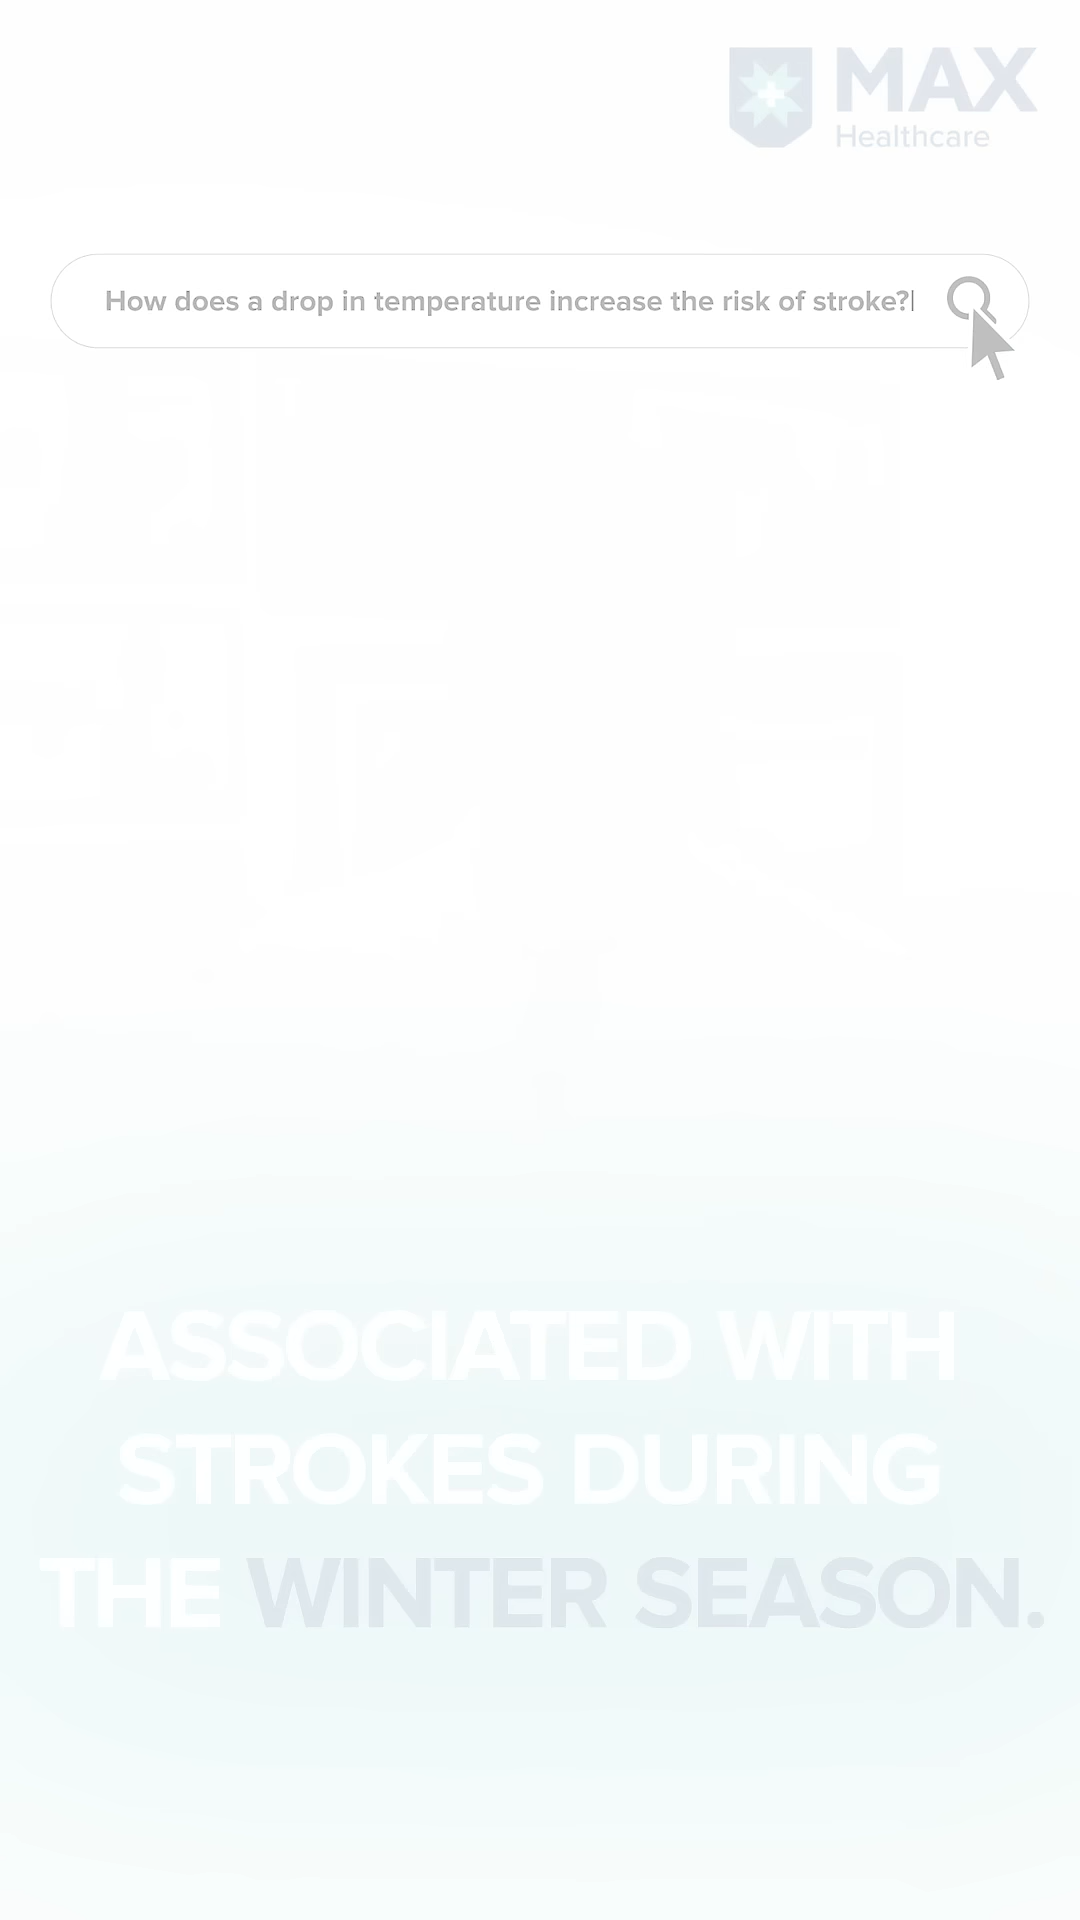 MAX
Healthcare
How does a drop in temperature increase the risk of stroke?
ASSOCIATED WITH
STROKES DURING
THE WINTER SEASON.